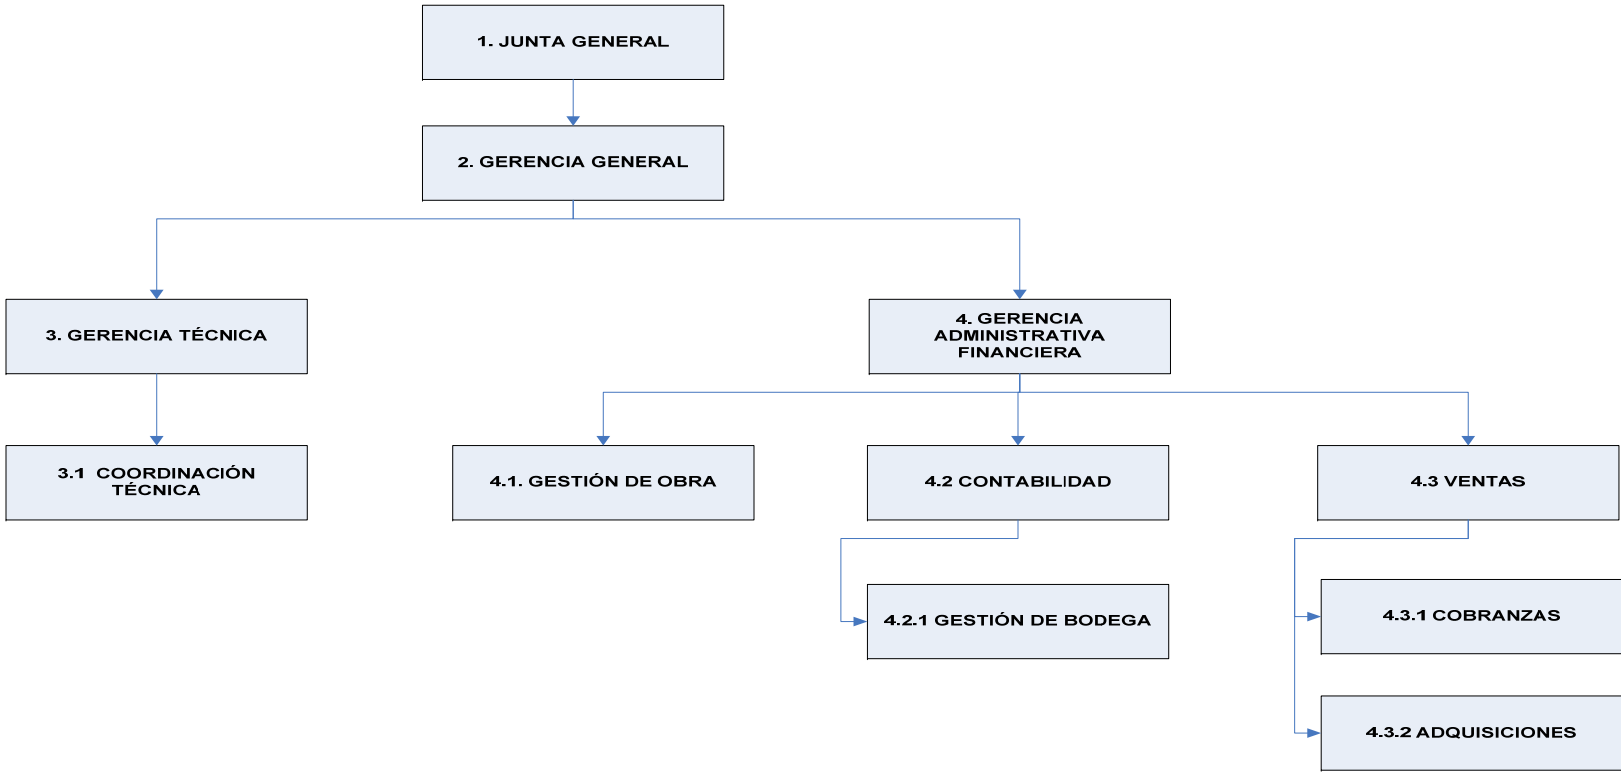 1. JUNTA GENERAL
2. GERENCIA GENERAL
3. GERENCIA TÉCNICA
4. GERENCIA
ADMINISTRATIVA
FINANCIERA
3.1 COORDINACIÓN
TÉCNICA
4.1. GESTIÓN DE OBRA
4.2 CONTABILIDAD
4.3 VENTAS
4.2.1 GESTIÓN DE BODEGA
4.3.1 COBRANZAS
4.3.2 ADQUISICIONES